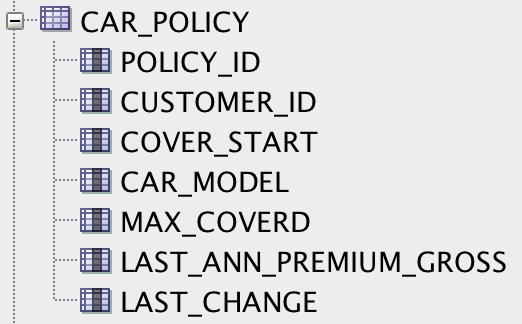 CAR_POLICY
POLICY_ID
CUSTOMER_ID
COVER_START
CAR_MODEL
MAX_COVERD
LAST_ANN_PREMIUM_GROSS
LAST_CHANGE